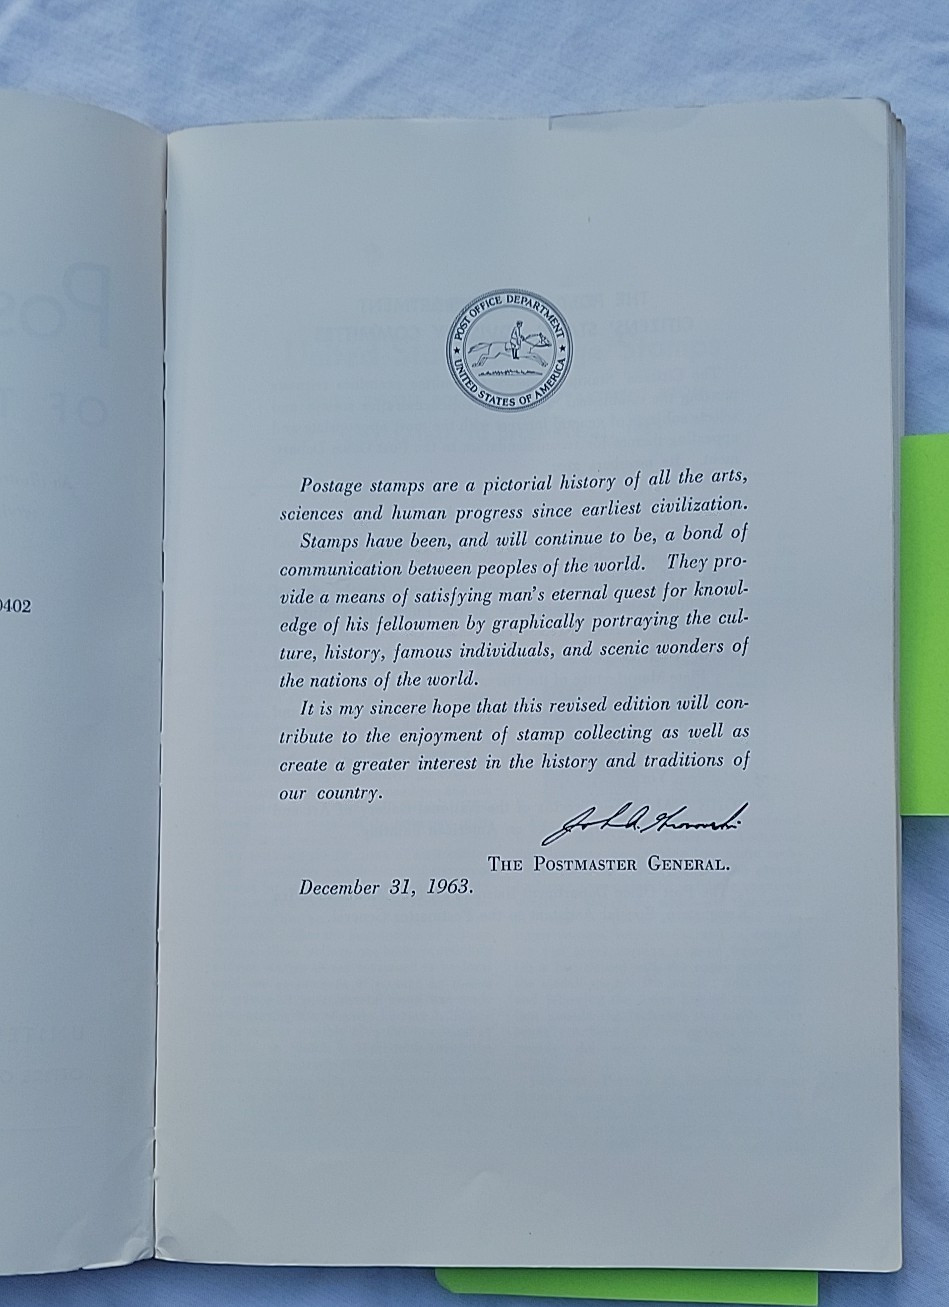 0402
POST OFFICE DEPARTMENT
UNITED STATES OF AMERICA
Postage stamps are a pictorial history of all the arts,
sciences and human progress since earliest civilization.
Stamps have been, and will continue to be, a bond of
communication between peoples of the world. They pro-
vide a means of satisfying man's eternal quest for knowl-
edge of his fellowmen by graphically portraying the cul-
ture, history, famous individuals, and scenic wonders of
the nations of the world.
It is my sincere hope that this revised edition will con-
tribute to the enjoyment of stamp collecting as well as
create a greater interest in the history and traditions of
our country.
John A. Gronouski
THE POSTMASTER GENERAL.
December 31, 1963.